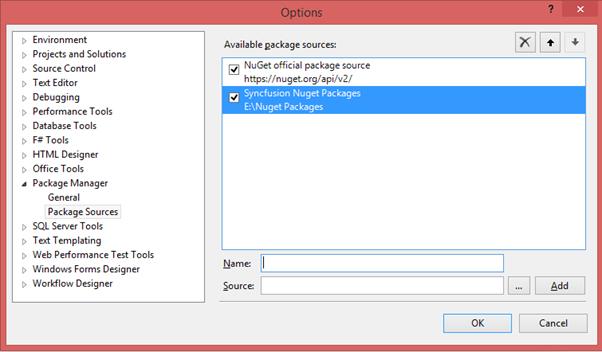 Options
?
Environment
Projects and Solutions
Source Control
Text Editor
Debugging
Performance Tools
Database Tools
F# Tools
HTML Designer
Office Tools
Package Manager
General
Package Sources
SQL Server Tools
Text Templating
Web Performance Test Tools
Windows Forms Designer
Workflow Designer
Available package sources:
NuGet official package source
https://nuget.org/api/v2/
Syncfusion Nuget Packages
E:\Nuget Packages
Name:
Source:
...
Add
OK
Cancel